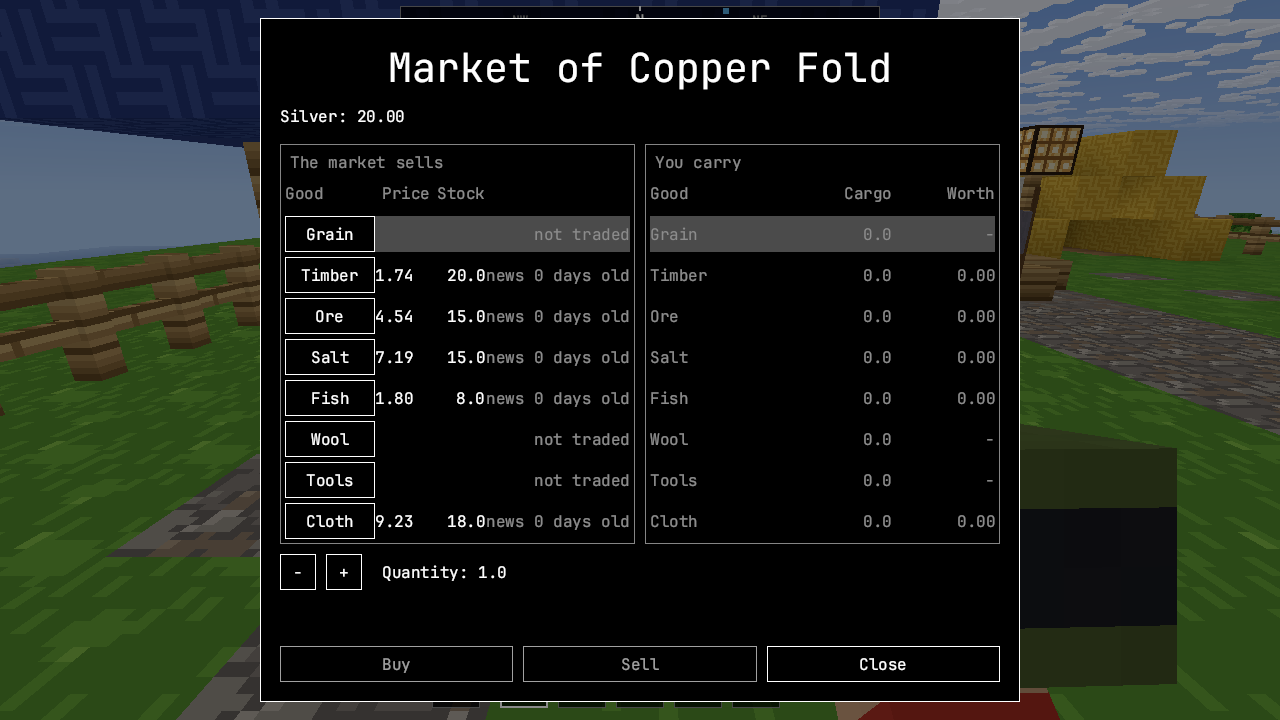 N
Market of Copper Fold
Silver: 20.00
The market sells
Good Price Stock
Grain not traded
Timber 1.74 20.0 news 0 days old
Ore 4.54 15.0 news 0 days old
Salt 7.19 15.0 news 0 days old
Fish 1.80 8.0 news 0 days old
Wool not traded
Tools not traded
Cloth 9.23 18.0 news 0 days old
You carry
Good Cargo Worth
Grain 0.0 -
Timber 0.0 0.00
Ore 0.0 0.00
Salt 0.0 0.00
Fish 0.0 0.00
Wool 0.0 -
Tools 0.0 -
Cloth 0.0 0.00
- + Quantity: 1.0
Buy Sell Close